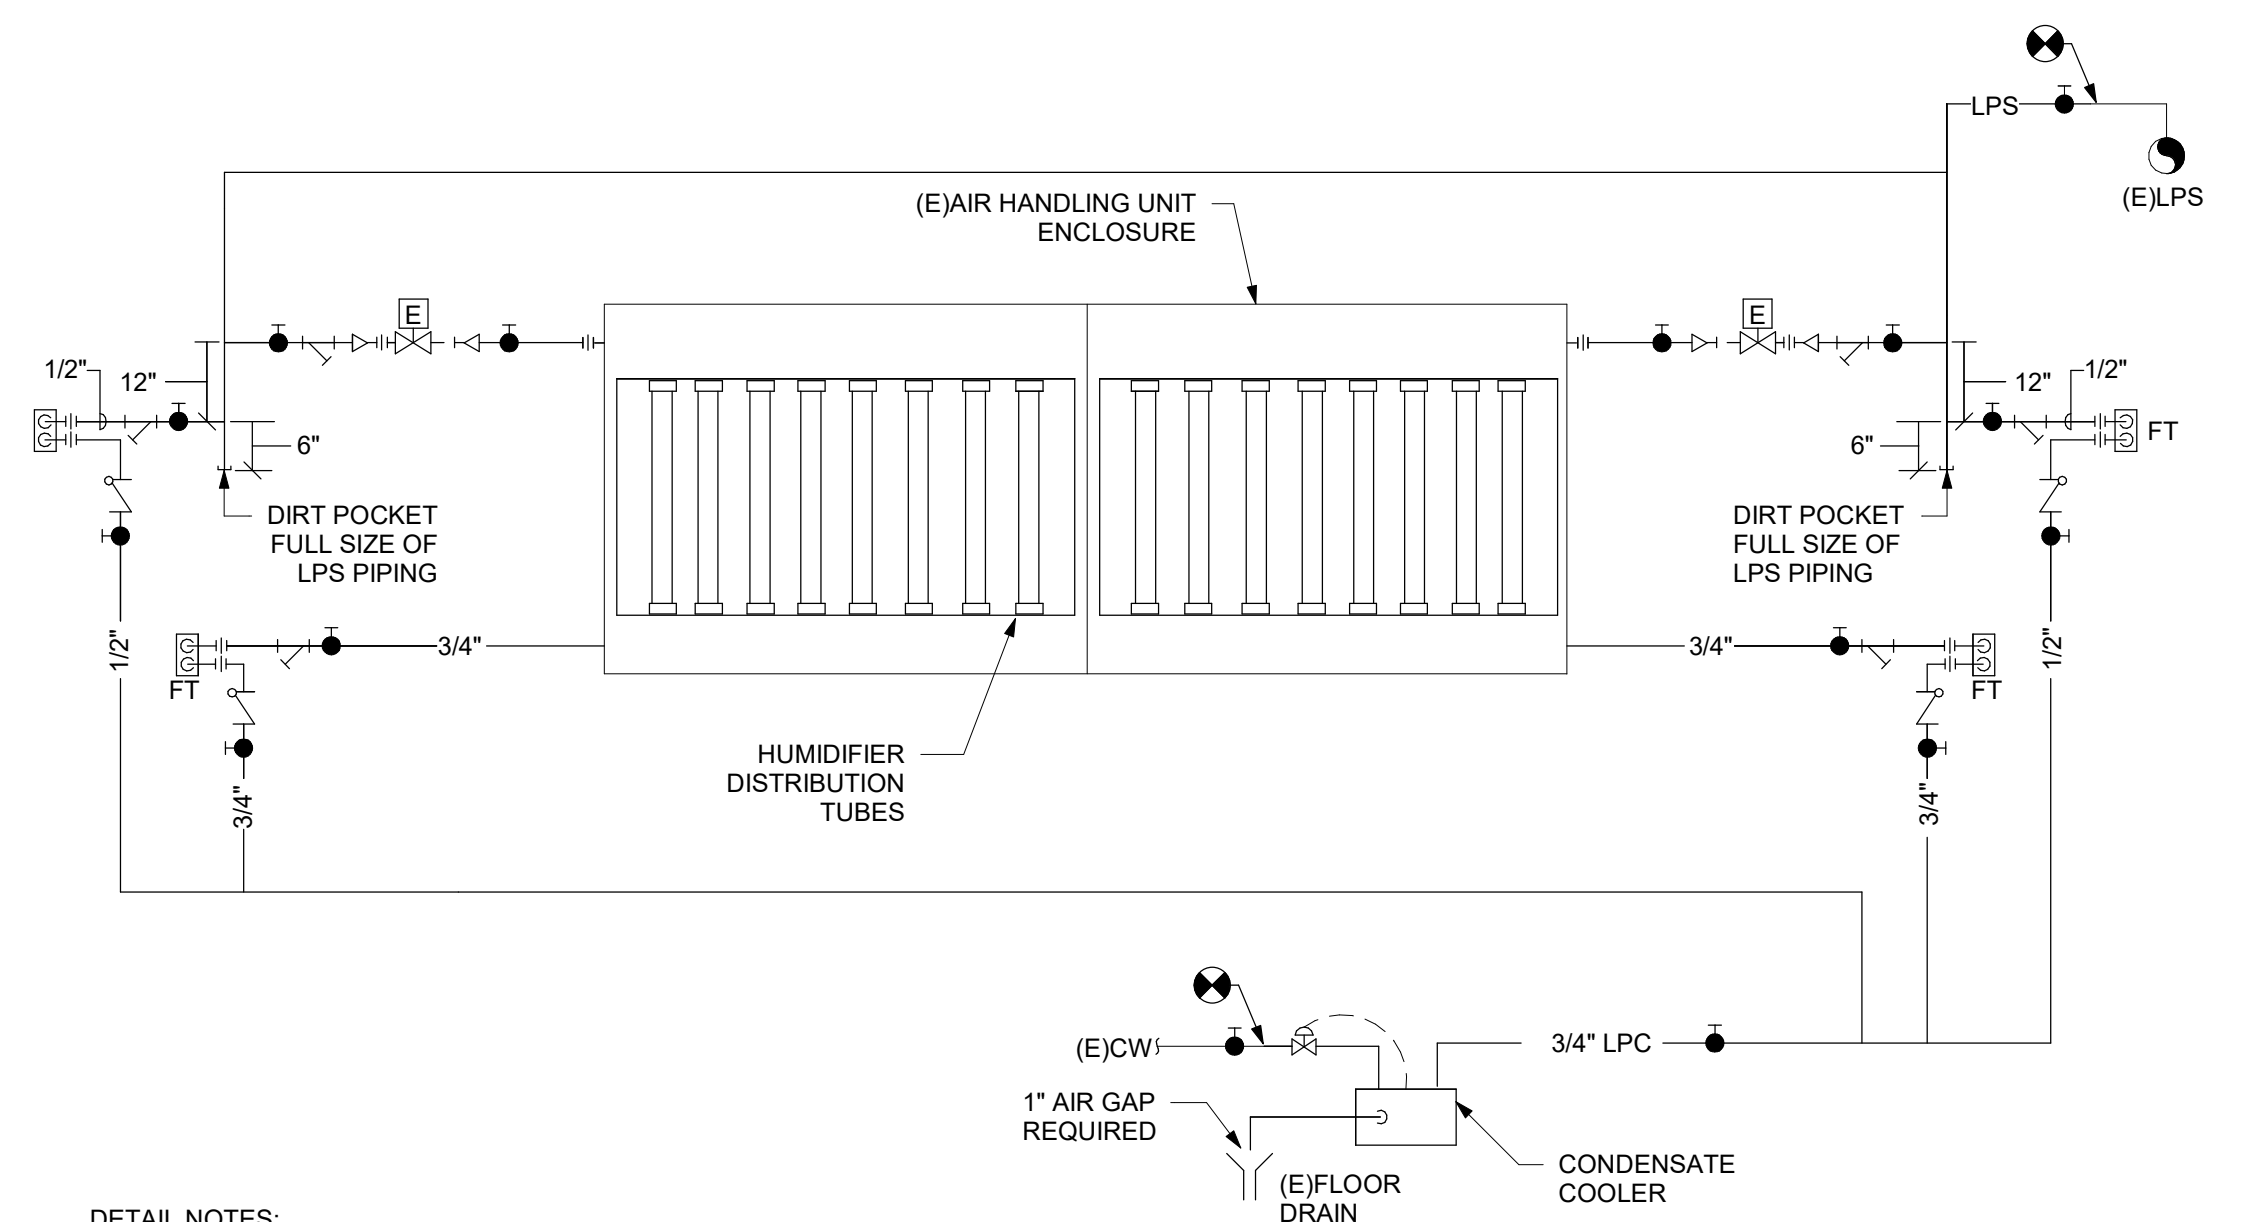 LPS
(E)LPS
(E)AIR HANDLING UNIT
ENCLOSURE
E
E
1/2"
12"
6"
12"
1/2"
6"
FT
DIRT POCKET
FULL SIZE OF
LPS PIPING
DIRT POCKET
FULL SIZE OF
LPS PIPING
1/2"
3/4"
FT
3/4"
1/2"
FT
HUMIDIFIER
DISTRIBUTION
TUBES
3/4"
3/4"
(E)CW
3/4" LPC
1" AIR GAP
REQUIRED
CONDENSATE
COOLER
(E)FLOOR
DRAIN
DETAIL NOTES: